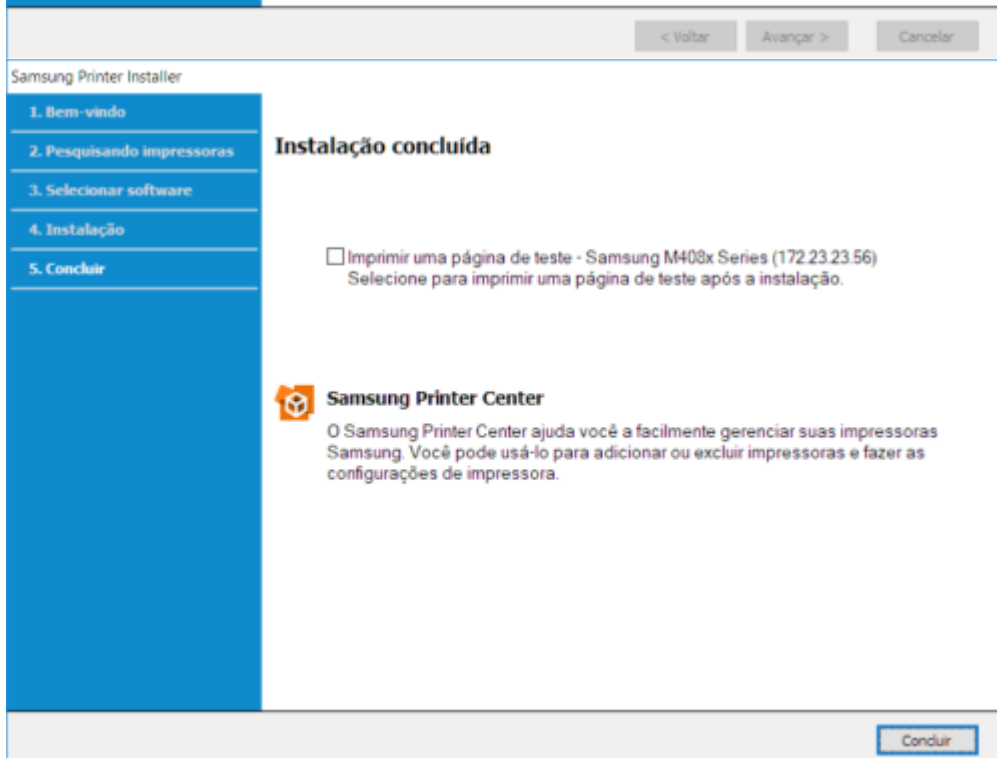 < Voltar
Avançar >
Cancelar
Samsung Printer Installer
1. Bem-vindo
2. Pesquisando impressoras
3. Selecionar software
4. Instalação
5. Concluir
Instalação concluída
Imprimir uma página de teste - Samsung M408x Series (172.23.23.56)
Selecione para imprimir uma página de teste após a instalação.
Samsung Printer Center
O Samsung Printer Center ajuda você a facilmente gerenciar suas impressoras
Samsung. Você pode usá-lo para adicionar ou excluir impressoras e fazer as
configurações de impressora.
Concluir